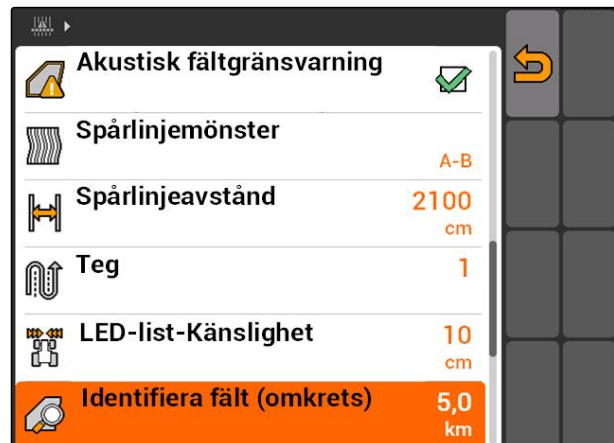 Akustisk fältgränsvarning
Spårlinjemönster
A-B
Spårlinjeavstånd
2100
cm
Teg
1
LED-list-Känslighet
10
cm
Identifiera fält (omkrets)
5,0
km